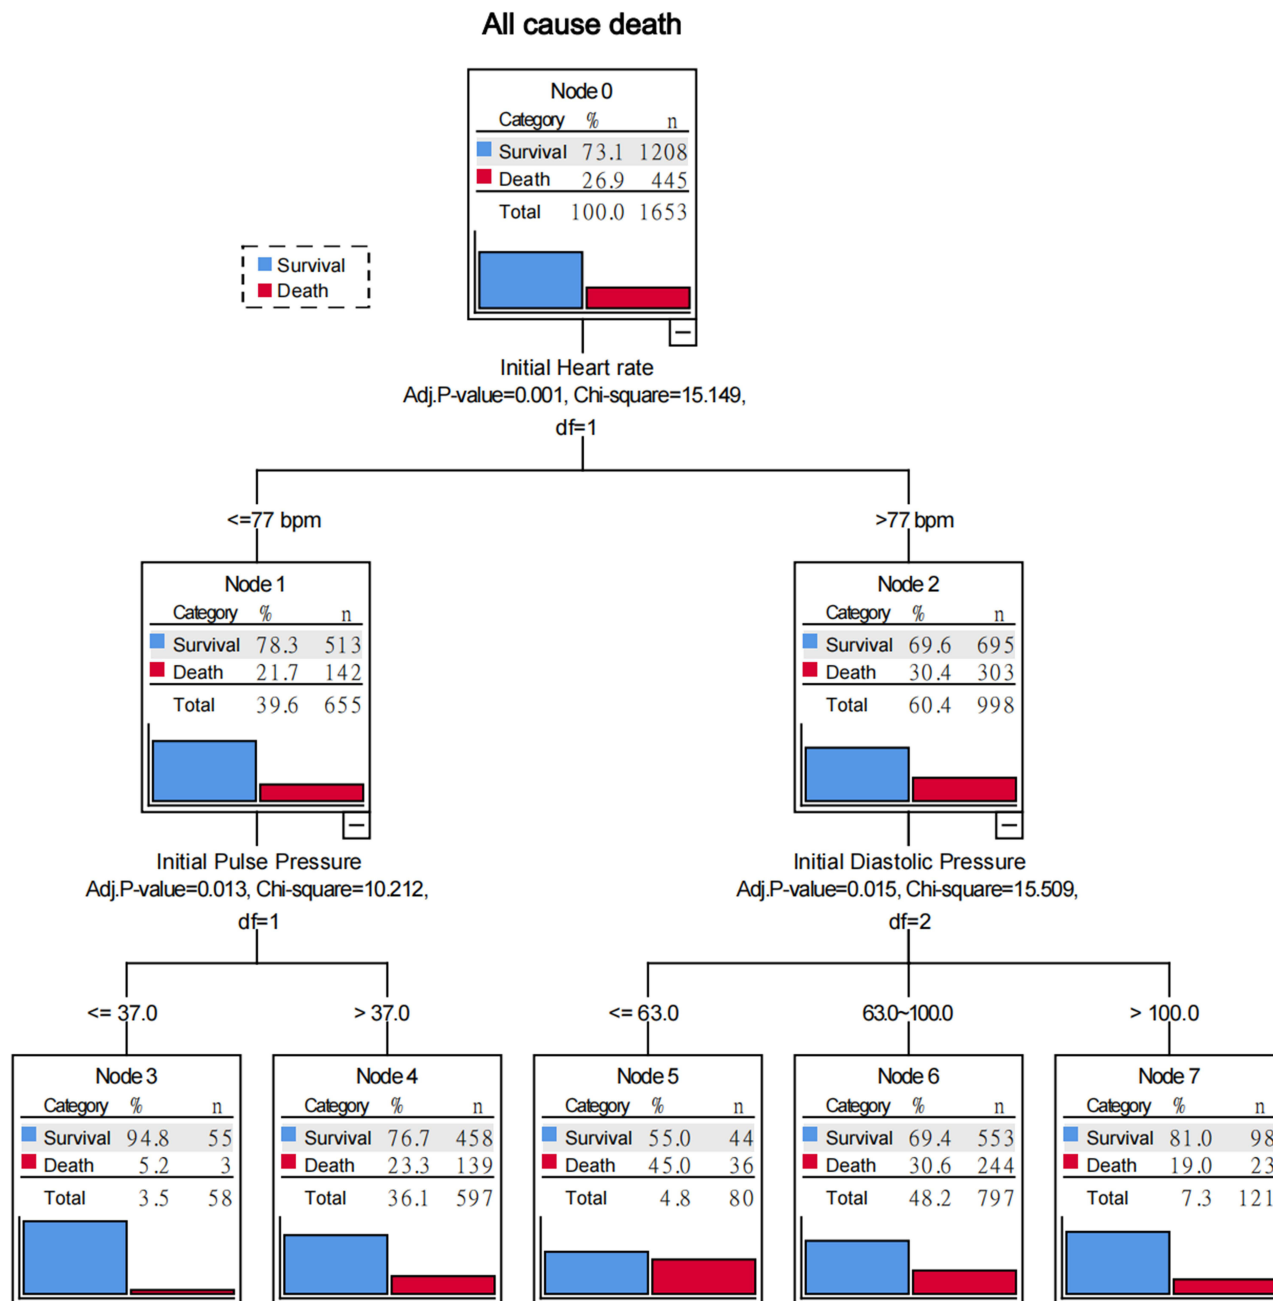 All cause death
Node 0
Category % n
Survival 73.1 1208
Death 26.9 445
Total 100.0 1653
Survival
Death
Initial Heart rate
Adj.P-value=0.001, Chi-square=15.149,
df=1
<=77 bpm
>77 bpm
Node 1
Category % n
Survival 78.3 513
Death 21.7 142
Total 39.6 655
Node 2
Category % n
Survival 69.6 695
Death 30.4 303
Total 60.4 998
Initial Pulse Pressure
Adj.P-value=0.013, Chi-square=10.212,
df=1
Initial Diastolic Pressure
Adj.P-value=0.015, Chi-square=15.509,
df=2
<= 37.0
> 37.0
<= 63.0
63.0~100.0
> 100.0
Node 3
Category % n
Survival 94.8 55
Death 5.2 3
Total 3.5 58
Node 4
Category % n
Survival 76.7 458
Death 23.3 139
Total 36.1 597
Node 5
Category % n
Survival 55.0 44
Death 45.0 36
Total 4.8 80
Node 6
Category % n
Survival 69.4 553
Death 30.6 244
Total 48.2 797
Node 7
Category % n
Survival 81.0 98
Death 19.0 23
Total 7.3 121